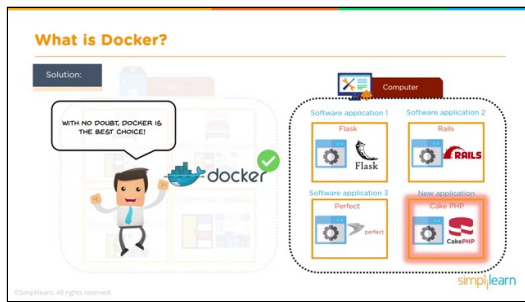 What is Docker?
Solution:
WITH NO DOUBT, DOCKER IS
THE BEST CHOICE!
docker
Computer
Software application 1
Flask
Flask
Software application 2
Rails
RAILS
Software application 3
Perfect
perfect
New application
Cake PHP
CakePHP
©Simplilearn. All rights reserved.
simplilearn